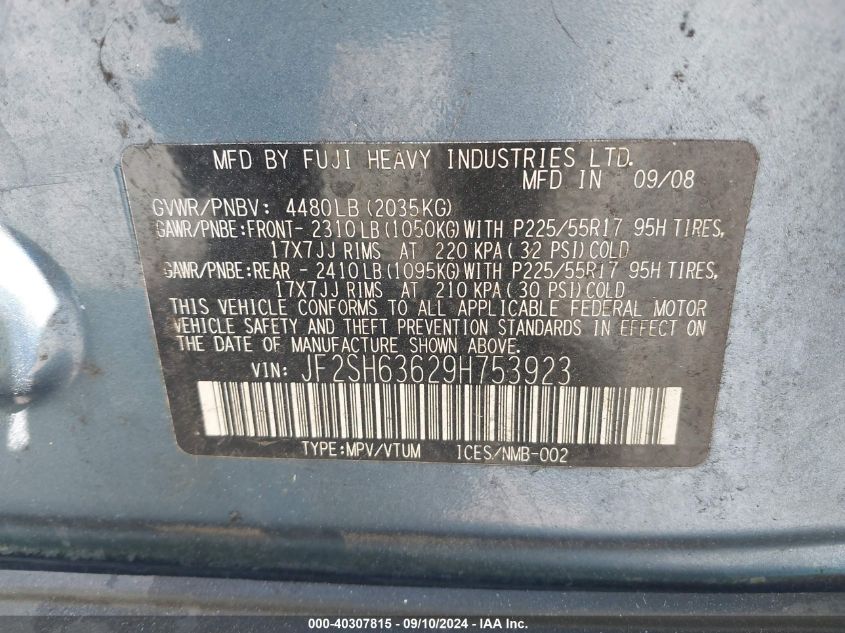 MFD BY FUJI HEAVY INDUSTRIES LTD.
MFD IN 09/08
GVWR/PNBV: 4480LB(2035KG)
GAWR/PNBE:FRONT- 2310LB(1050KG)WITH P225/55R17 95H TIRES,
17X7JJ RIMS AT 220 KPA( 32 PSI)COLD
GAWR/PNBE:REAR - 2410LB(1095KG)WITH P225/55R17 95H TIRES,
17X7JJ RIMS AT 210 KPA( 30 PSI)COLD.
THIS VEHICLE CONFORMS TO ALL APPLICABLE FEDERAL MOTOR
VEHICLE SAFETY AND THEFT PREVENTION STANDARDS IN EFFECT ON
THE DATE OF MANUFACTURE SHOWN ABOVE.
VIN: JF2SH63629H753923
TYPE:MPV/VTUM ICES/NMB-002
000-40307815 - 09/10/2024 - IAA Inc.